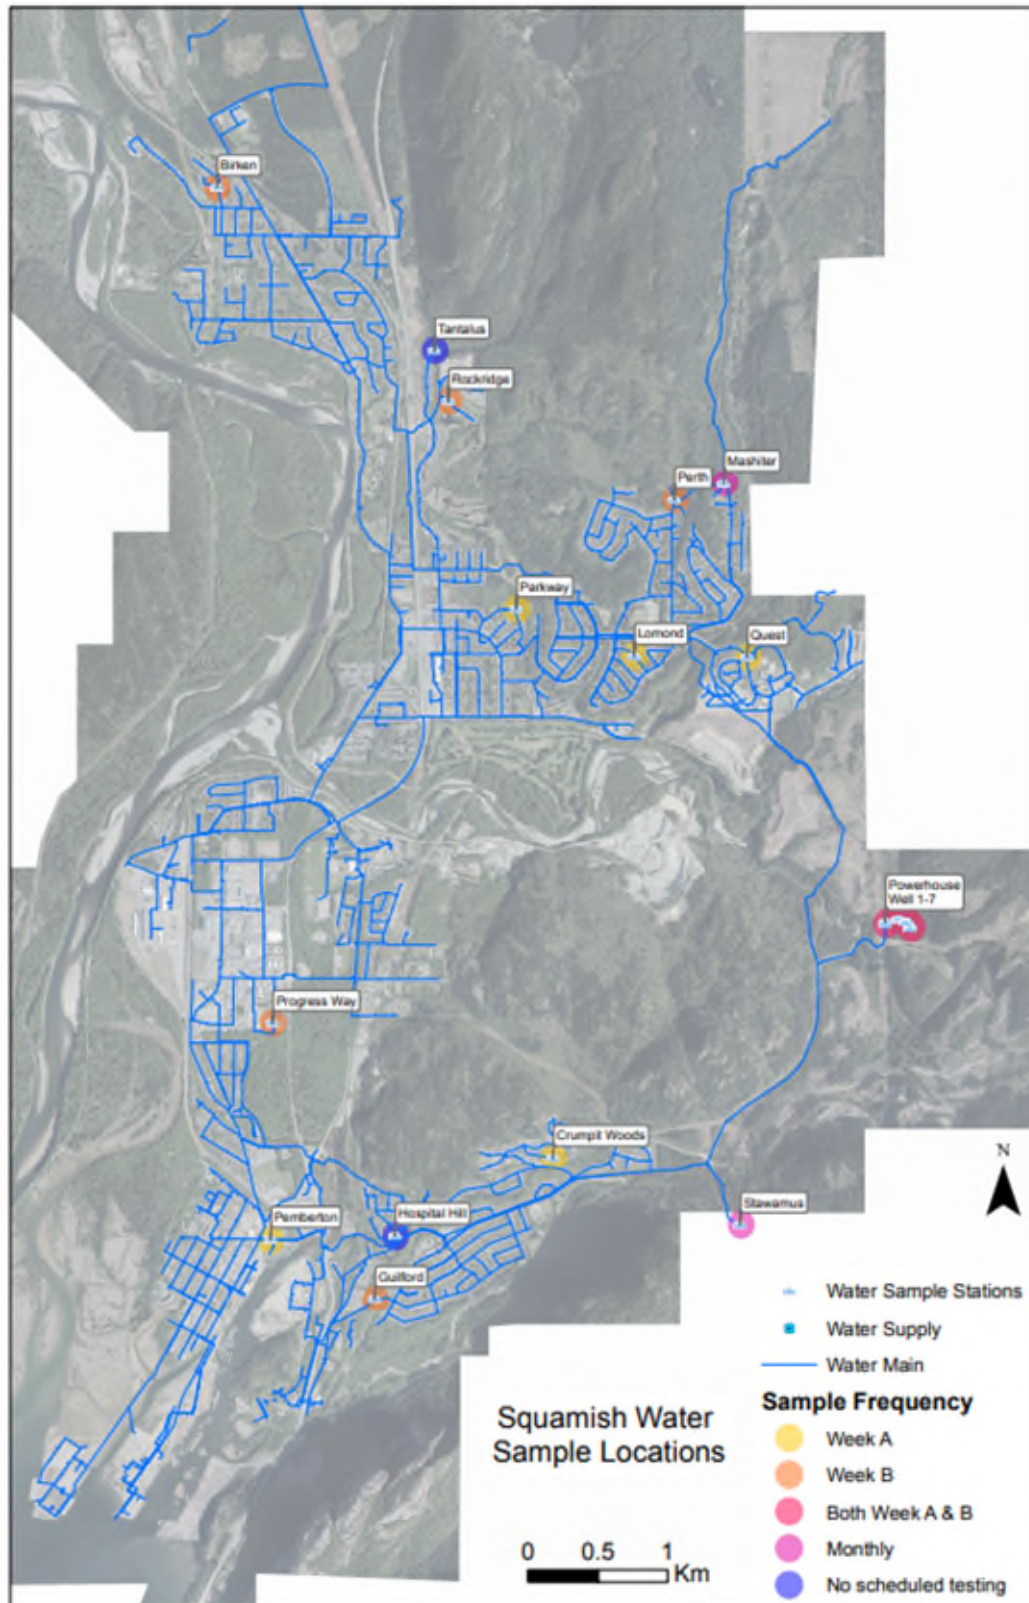 Birken
Tantalus
Rockridge
Mashiter
Perth
Parkway
Lomond
Quest
Powerhouse
Well 1-7
Progress Way
Crumpit Woods
Stawamus
Hospital Hill
Pemberton
Guilford
N
Water Sample Stations
Water Supply
Water Main
Sample Frequency
Week A
Week B
Both Week A & B
Monthly
No scheduled testing
Squamish Water
Sample Locations
0 0.5 1
Km